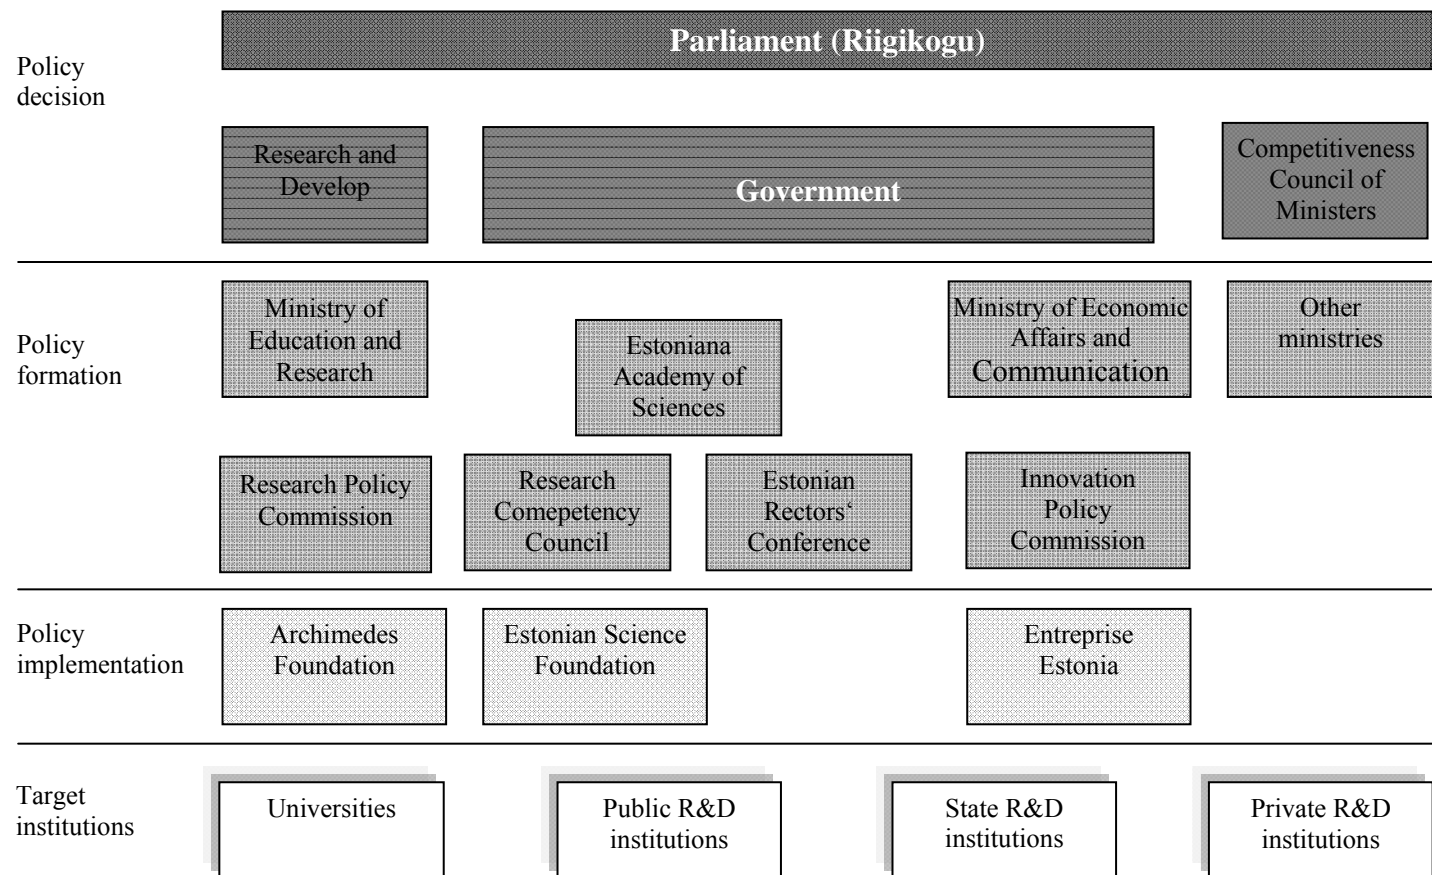 Parliament (Riigikogu)
Policy
decision
Research and
Develop
Government
Competitiveness
Council of
Ministers
Policy
formation
Ministry of
Education and
Research
Estoniana
Academy of
Sciences
Ministry of Economic
Affairs and
Communication
Other
ministries
Research Policy
Commission
Research
Comepetency
Council
Estonian
Rectors‘
Conference
Innovation
Policy
Commission
Policy
implementation
Archimedes
Foundation
Estonian Science
Foundation
Entreprise
Estonia
Target
institutions
Universities
Public R&D
institutions
State R&D
institutions
Private R&D
institutions